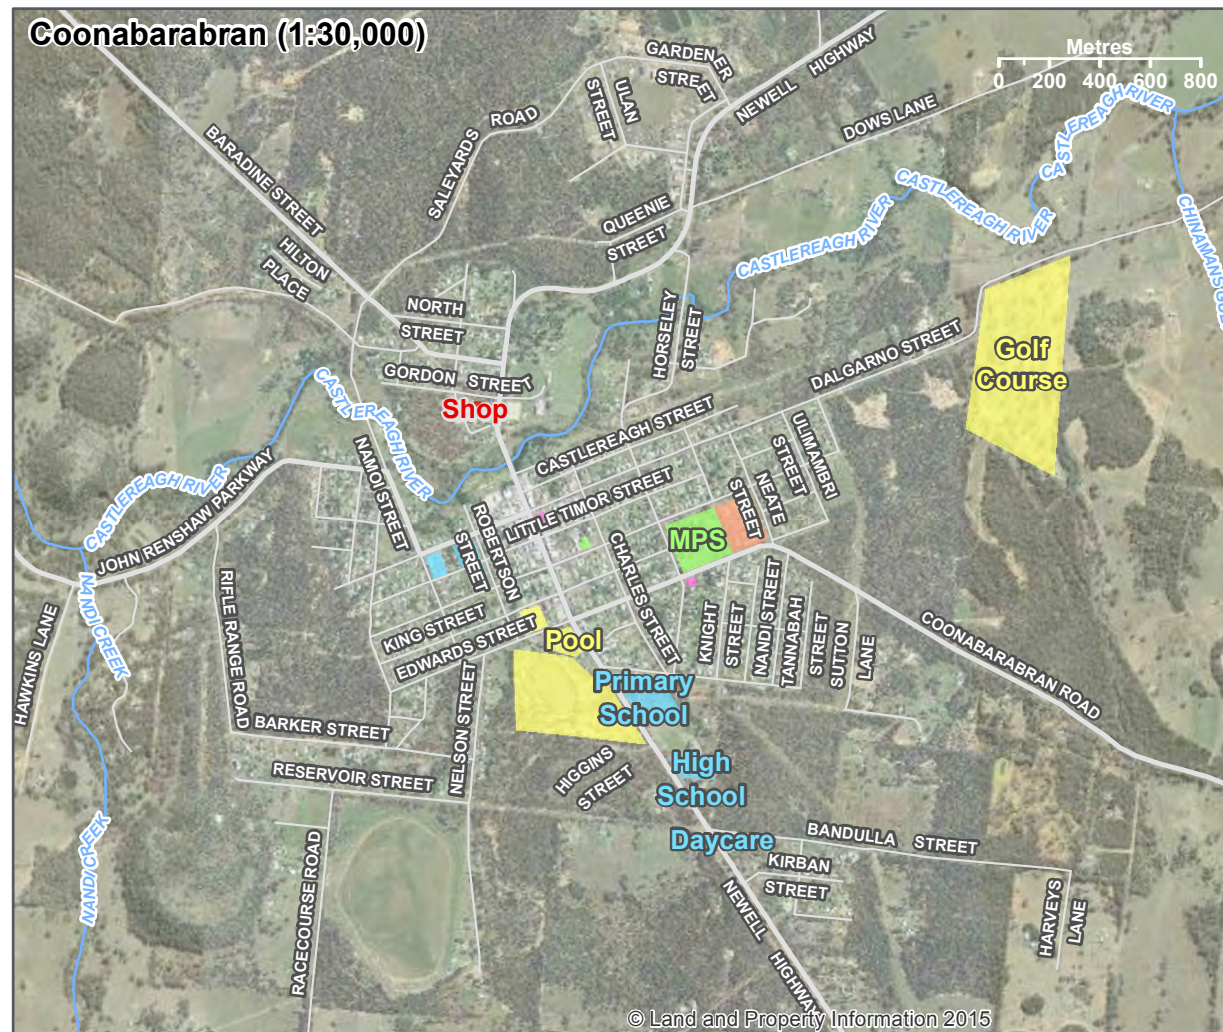 Coonabarabran (1:30,000)
Metres
0 200 400 600 800
GARDENER
STREET
ULAN
STREET
NEWELL HIGHWAY
SALEYARDS ROAD
DOWS LANE
CASTLEREAGH RIVER
CASTLEREAGH RIVER
CASTLEREAGH RIVER
CHINAMANS GU
BARADINE STREET
HILTON
PLACE
QUEENIE
STREET
NORTH
STREET
GORDON STREET
Shop
HORSELEY
STREET
DALGARNO STREET
Golf
Course
CASTLEREAGH RIVER
CASTLEREAGH RIVER
JOHN RENSHAW PARKWAY
NAMOI STREET
CASTLEREAGH STREET
LITTLE TIMOR STREET
ROBERTSON
STREET
ULIMAMBRI
STREET
NEATE
STREET
MPS
CHARLES STREET
NANDI CREEK
HAWKINS LANE
RIFLE RANGE ROAD
KING STREET
EDWARDS STREET
Pool
KNIGHT
STREET
NANDI STREET
TANNABAH
STREET
SUTTON
LANE
COONABARABRAN ROAD
Primary
School
BARKER STREET
NELSON STREET
RESERVOIR STREET
HIGGINS
STREET
High
School
Daycare
BANDULLA STREET
KIRBAN
STREET
NANDI CREEK
RACECOURSE ROAD
NEWELL HIGHWAY
HARVEYS
LANE
© Land and Property Information 2015